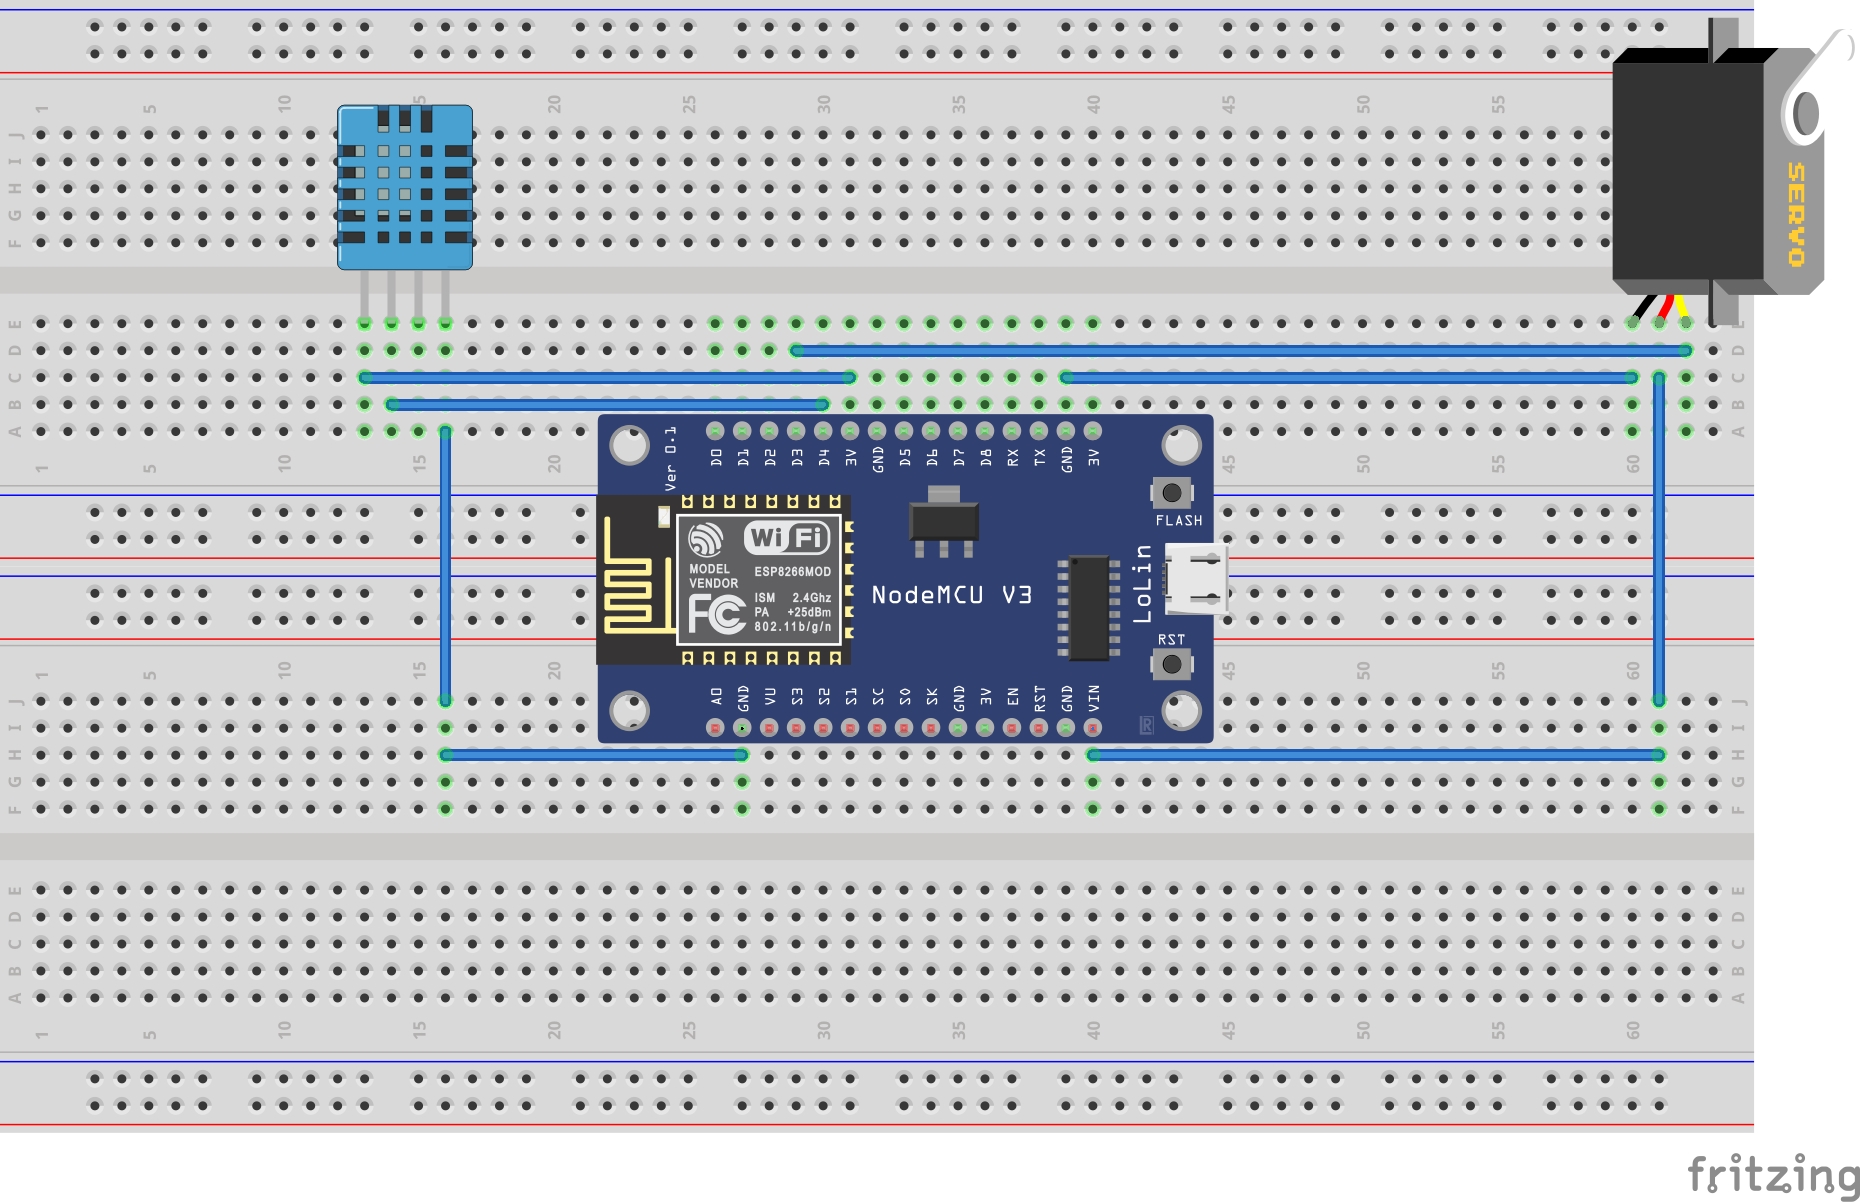 1 5 10 15 20 25 30 35 40 45 50 55
J
I
H
G
F
SERVO
E E
D D
C C
B B
A A
1 5 10 15 20 45 50 55 60
Ver 0.1
D0 D1 D2 D3 D4 3V GND D5 D6 D7 D8 RX TX GND 3V
FLASH
Wi Fi
MODEL
VENDOR
ESP8266MOD
FC
ISM 2.4Ghz
PA +25dBm
802.11b/g/n
NodeMCU V3
LoLin
RST
A0 GND VU S3 S2 S1 SC S0 SK GND 3V EN RST GND VIN
R
1 5 10 15 20 45 50 55 60
J J
I I
H H
G G
F F
E E
D D
C C
B B
A A
1 5 10 15 20 25 30 35 40 45 50 55 60
fritzing